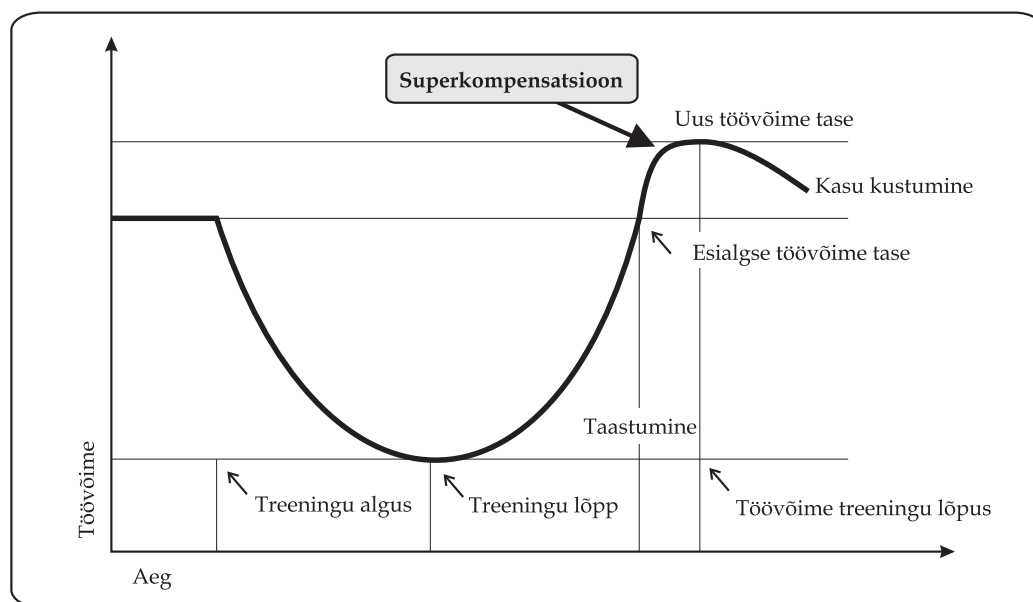 Superkompensatsioon
Uus töövõime tase
Kasu kustumine
Esialgse töövõime tase
Taastumine
Töövõime
Treeningu algus
Treeningu lõpp
Töövõime treeningu lõpus
Aeg